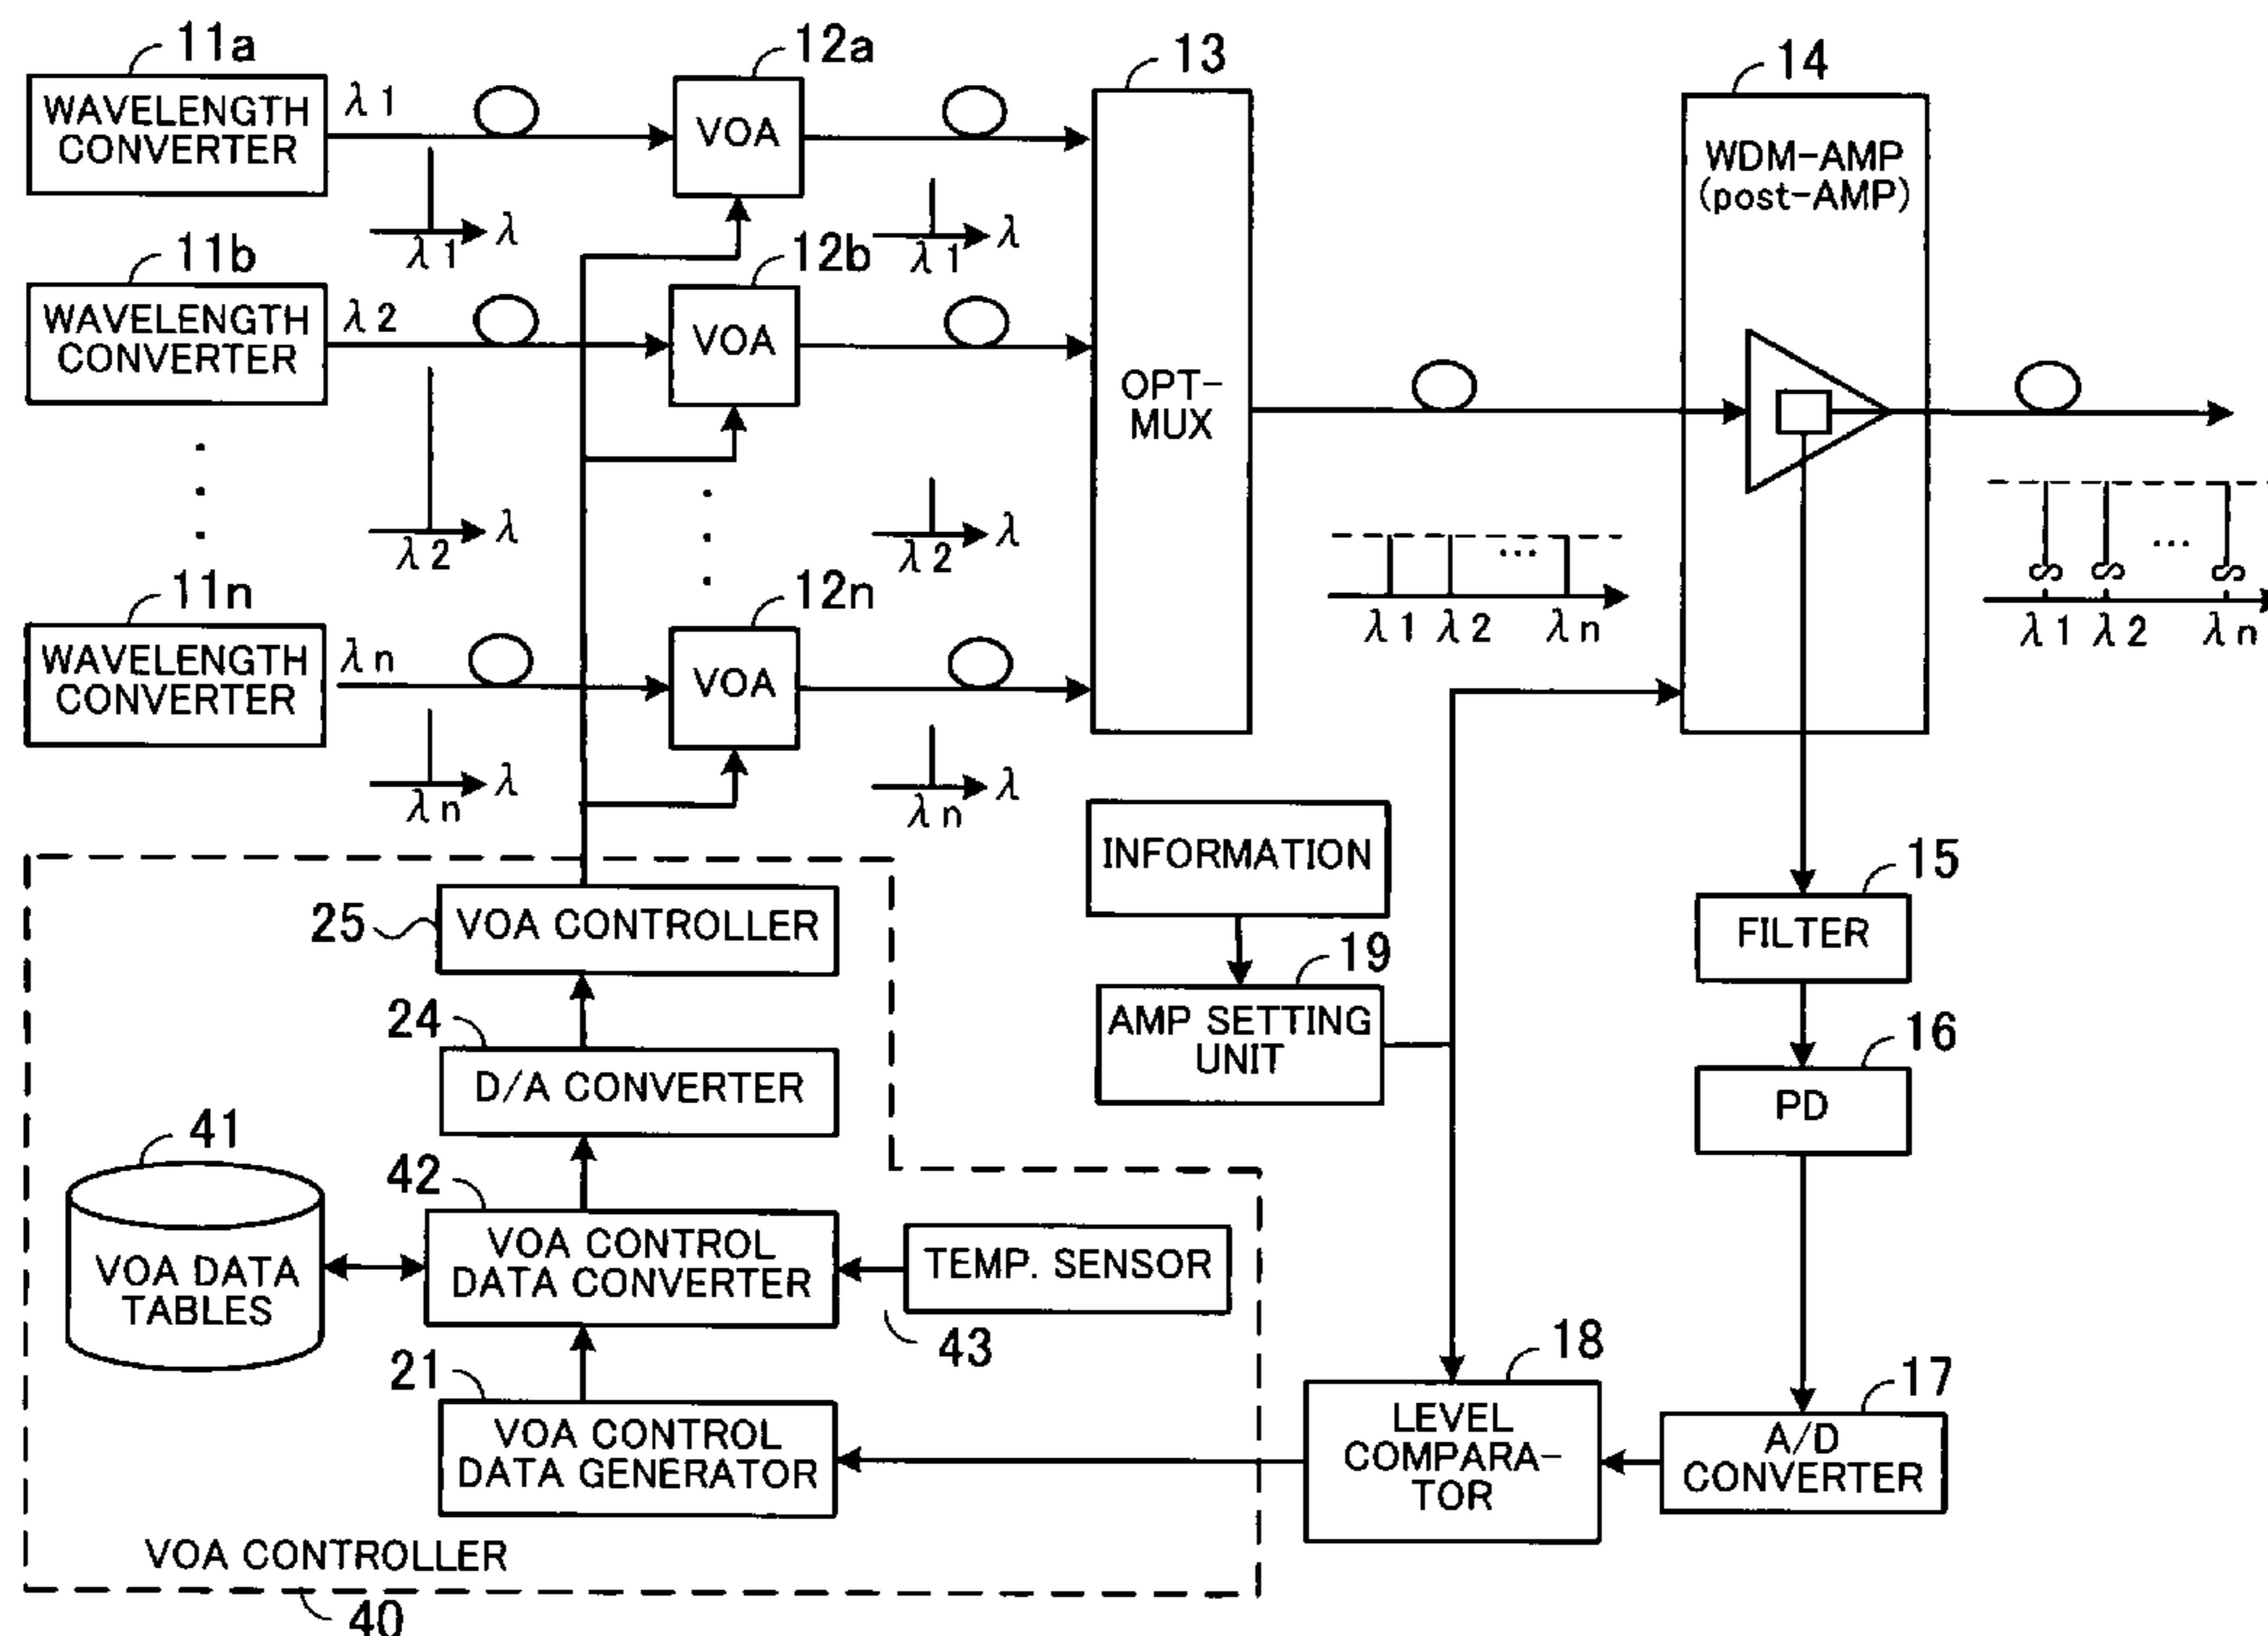 11a
12a
13
14
WAVELENGTH
CONVERTER
λ1
VOA
WDM-AMP
(post-AMP)
λ
λ1
λ
λ1
11b
12b
WAVELENGTH
CONVERTER
λ2
VOA
OPT-
MUX
λ
λ2
λ
λ2
...
λ1 λ2 λn
...
λ1 λ2 λn
11n
12n
WAVELENGTH
CONVERTER
λn
VOA
λ
λn
λ
λn
INFORMATION
15
FILTER
25
VOA CONTROLLER
19
AMP SETTING
UNIT
24
D/A CONVERTER
16
PD
41
VOA DATA
TABLES
42
VOA CONTROL
DATA CONVERTER
TEMP. SENSOR
43
18
LEVEL
COMPARA-
TOR
17
A/D
CONVERTER
21
VOA CONTROL
DATA GENERATOR
VOA CONTROLLER
40